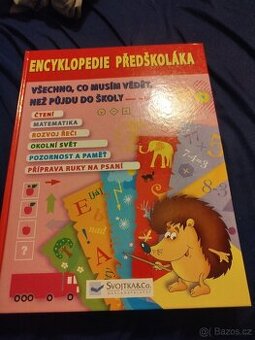 ENCYKLOPEDIE PŘEDŠKOLÁKA
VŠECHNO, CO MUSÍM VĚDĚT,
NEŽ PŮJDU DO ŠKOLY
ČTENÍ
MATEMATIKA
ROZVOJ ŘEČI
OKOLNÍ SVĚT
POZORNOST A PAMĚŤ
PŘÍPRAVA RUKY NA PSANÍ
SVOJTKA & Co.
Bazos.cz